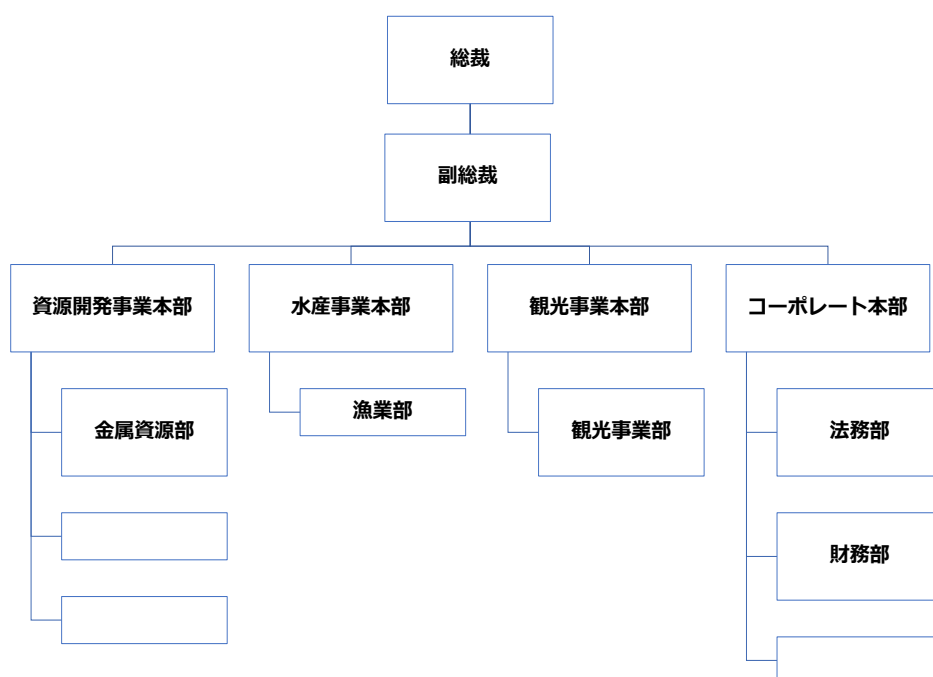 総裁
副総裁
資源開発事業本部
水産事業本部
観光事業本部
コーポレート本部
金属資源部
漁業部
観光事業部
法務部
財務部